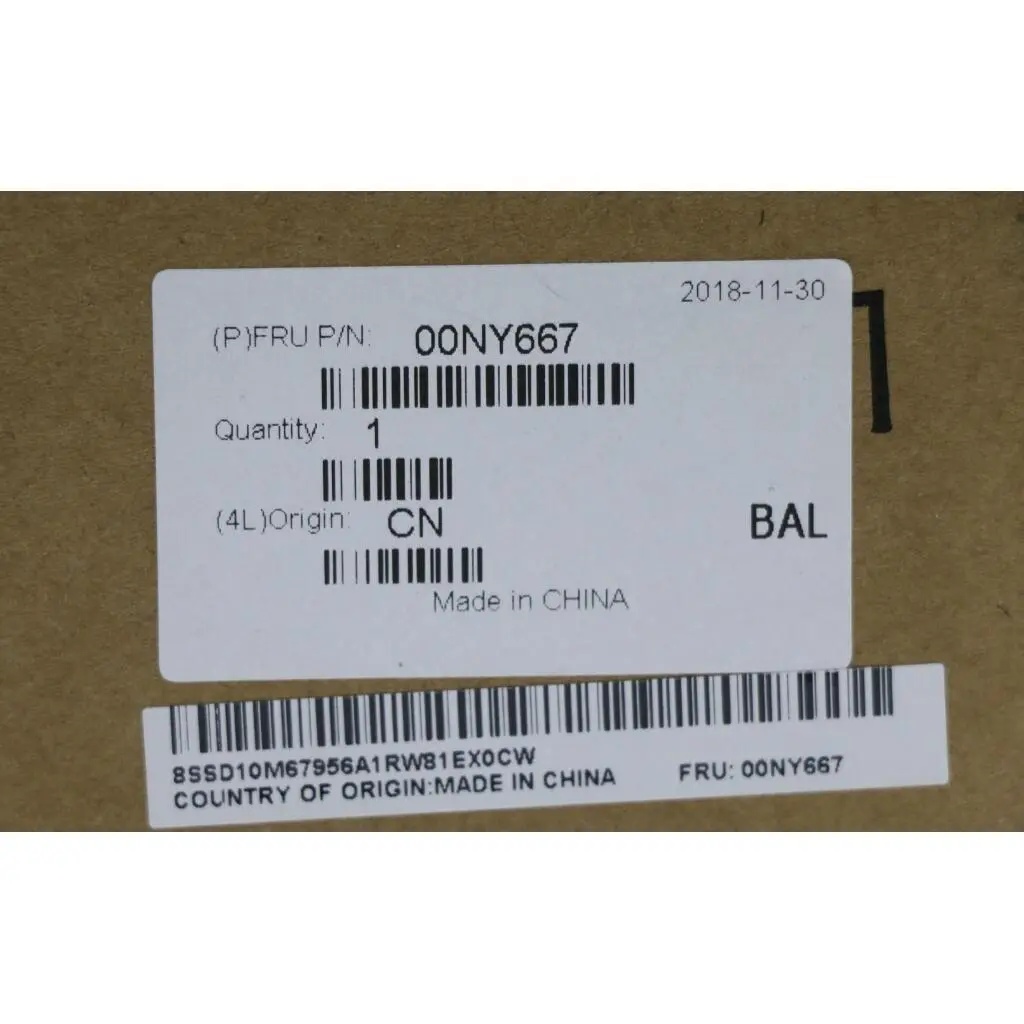 2018-11-30
(P)FRU P/N: 00NY667
Quantity: 1
(4L)Origin: CN
BAL
Made in CHINA
8SSD10M67956A1RW81EX0CW
FRU: 00NY667
COUNTRY OF ORIGIN:MADE IN CHINA